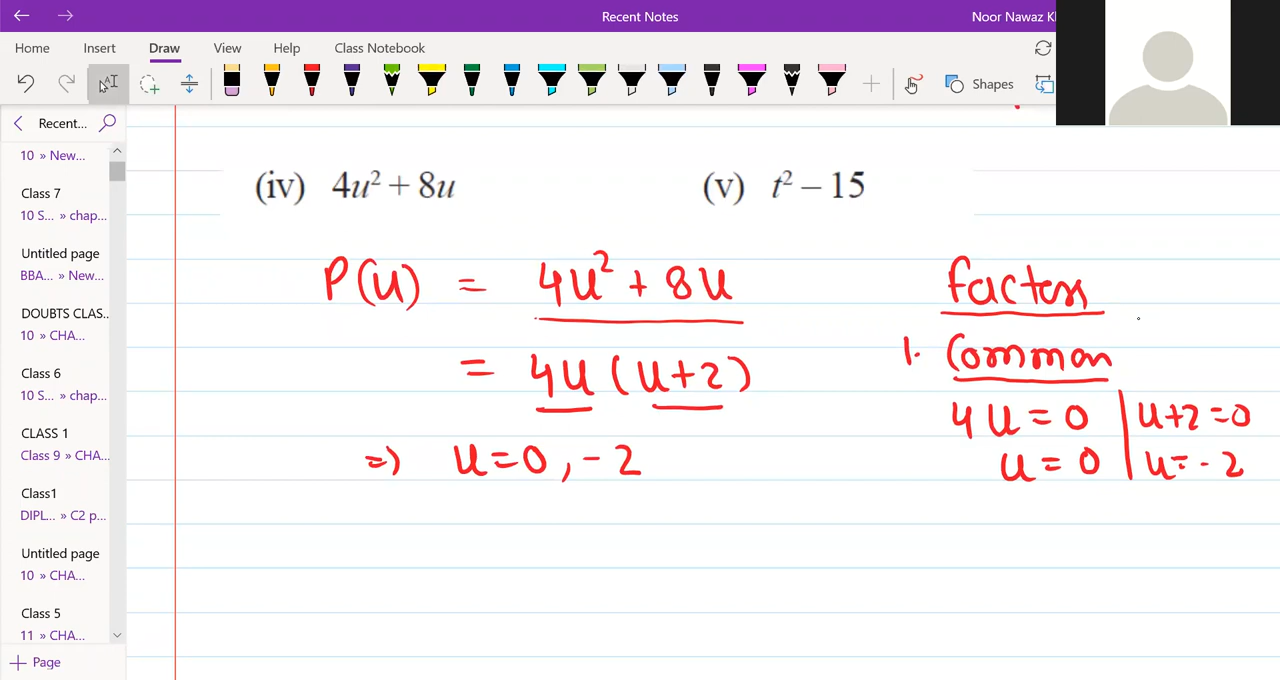 Recent Notes
Noor Nawaz Kh
Home Insert Draw View Help Class Notebook
Shapes
Recent...
10 » New...
Class 7
10 S... » chap...
Untitled page
BBA... » New...
DOUBTS CLAS..
10 » CHA...
Class 6
10 S... » chap...
CLASS 1
Class 9 » CHA...
Class1
DIPL... » C2 p...
Untitled page
10 » CHA...
Class 5
11 » CHA...
+ Page
(iv) 4u² + 8u
(v) t² – 15
P(u) = 4u² + 8u
= 4u (u+2)
=> u=0, -2
factors
1. Common
4u = 0 | u+2=0
u = 0 | u= -2